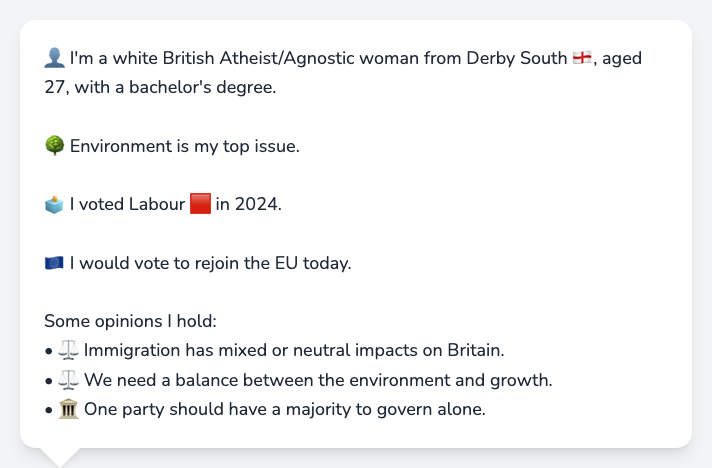 👤 I'm a white British Atheist/Agnostic woman from Derby South 🏴󠁧󠁢󠁥󠁮󠁧󠁿, aged
27, with a bachelor's degree.
🌳 Environment is my top issue.
🗳️ I voted Labour 🟥 in 2024.
🇪🇺 I would vote to rejoin the EU today.
Some opinions I hold:
• ⚖️ Immigration has mixed or neutral impacts on Britain.
• ⚖️ We need a balance between the environment and growth.
• 🏛️ One party should have a majority to govern alone.